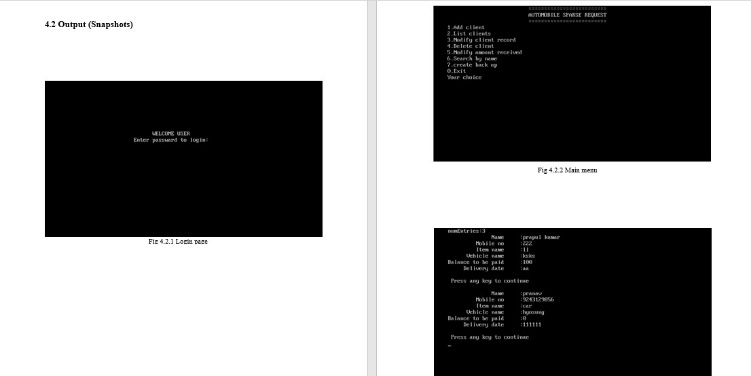 4.2 Output (Snapshots)
WELCOME USER
Enter password to login:
Fig 4.2.1 Login page
AUTOMOBILE SPARSE REQUEST
1.Add client
2.List clients
3.Modify client record
4.Delete client
5.Modify amount received
6.Search by name
7.create back up
0.Exit
Your choice
Fig 4.2.2 Main menu
numEntries:3
Name :prayul kumar
Mobile no :222
Item name :11
Vehicle name :ksks
Balance to be paid :100
Delivery date :aa
Press any key to continue
Name :pranav
Mobile no :9243129056
Item name :car
Vehicle name :hyosung
Balance to be paid :0
Delivery date :111111
Press any key to continue